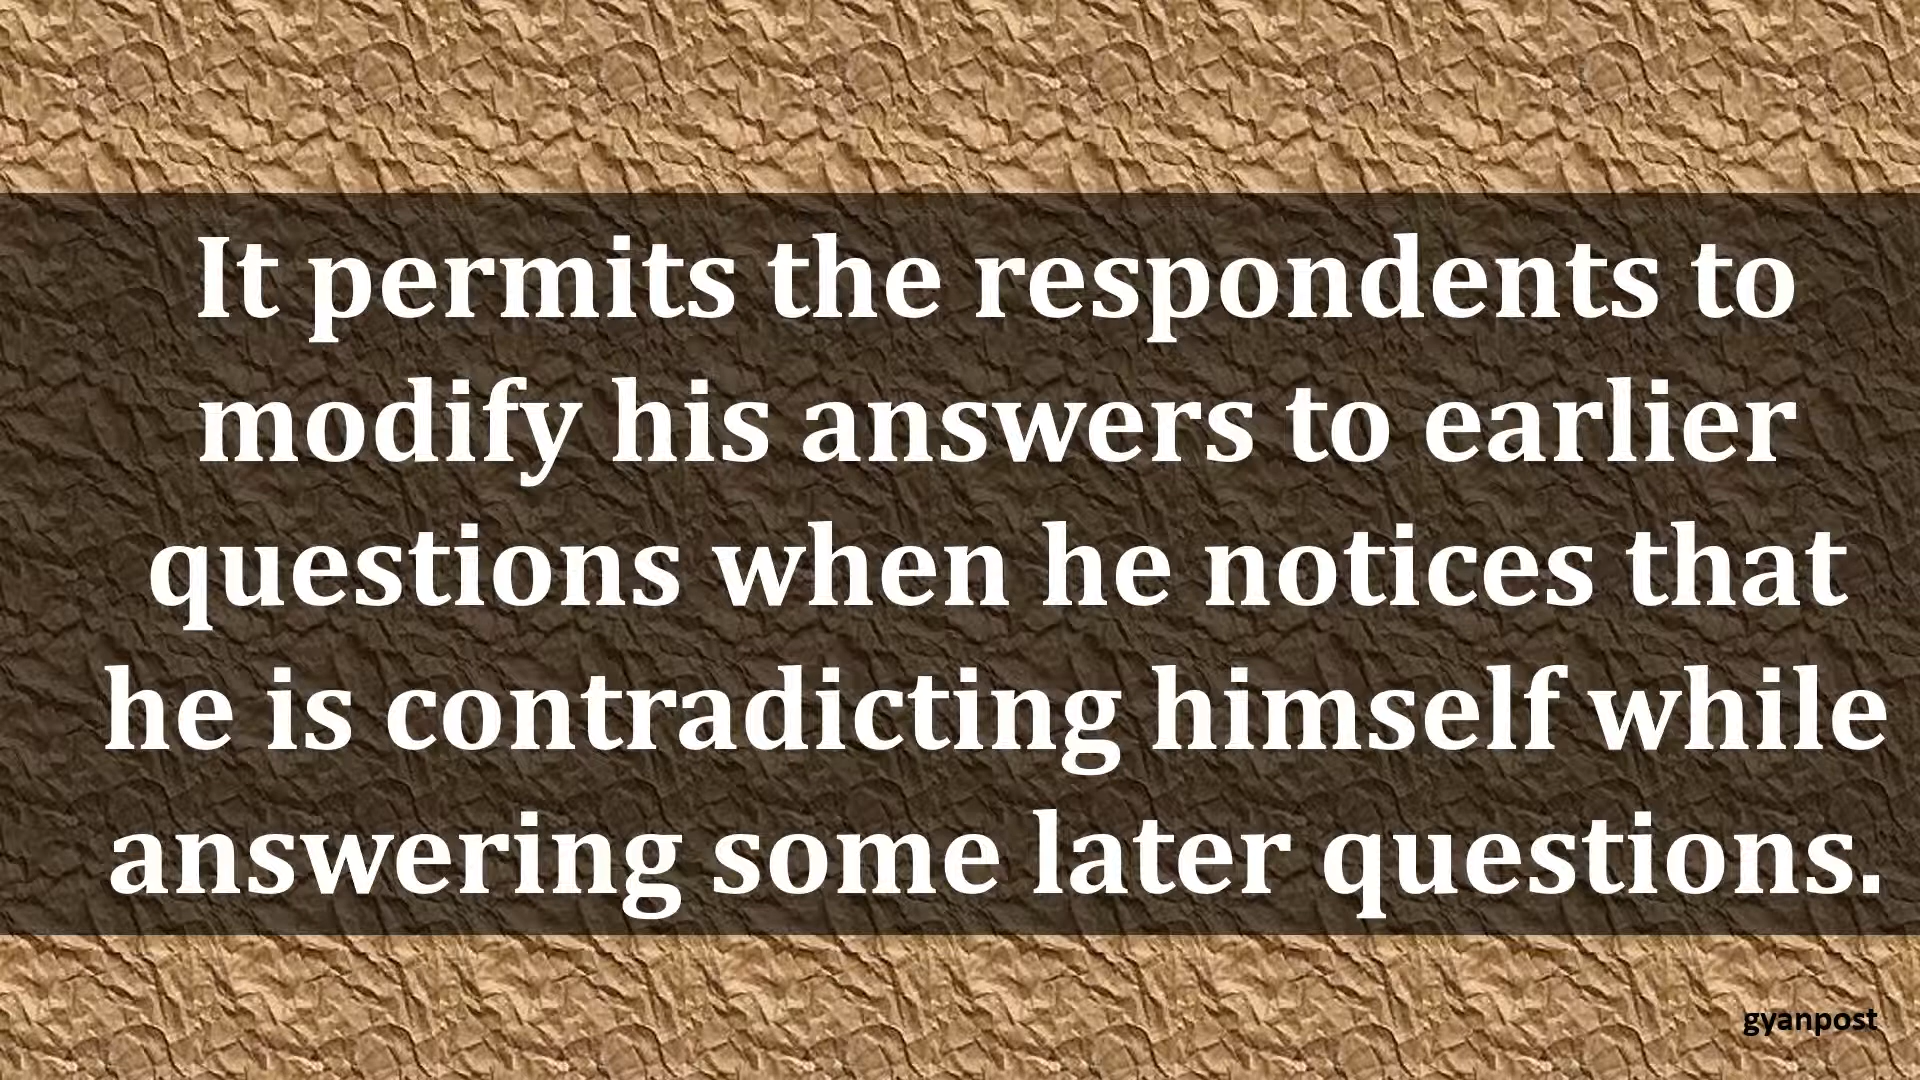 It permits the respondents to
modify his answers to earlier
questions when he notices that
he is contradicting himself while
answering some later questions.
gyanpost